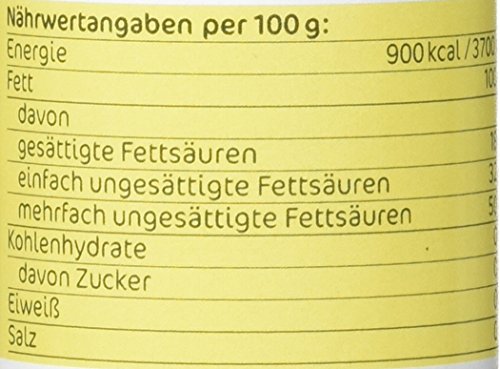 Nährwertangaben per 100 g:
Energie 900 kcal / 3700
Fett
davon
gesättigte Fettsäuren
einfach ungesättigte Fettsäuren
mehrfach ungesättigte Fettsäuren
Kohlenhydrate
davon Zucker
Eiweiß
Salz